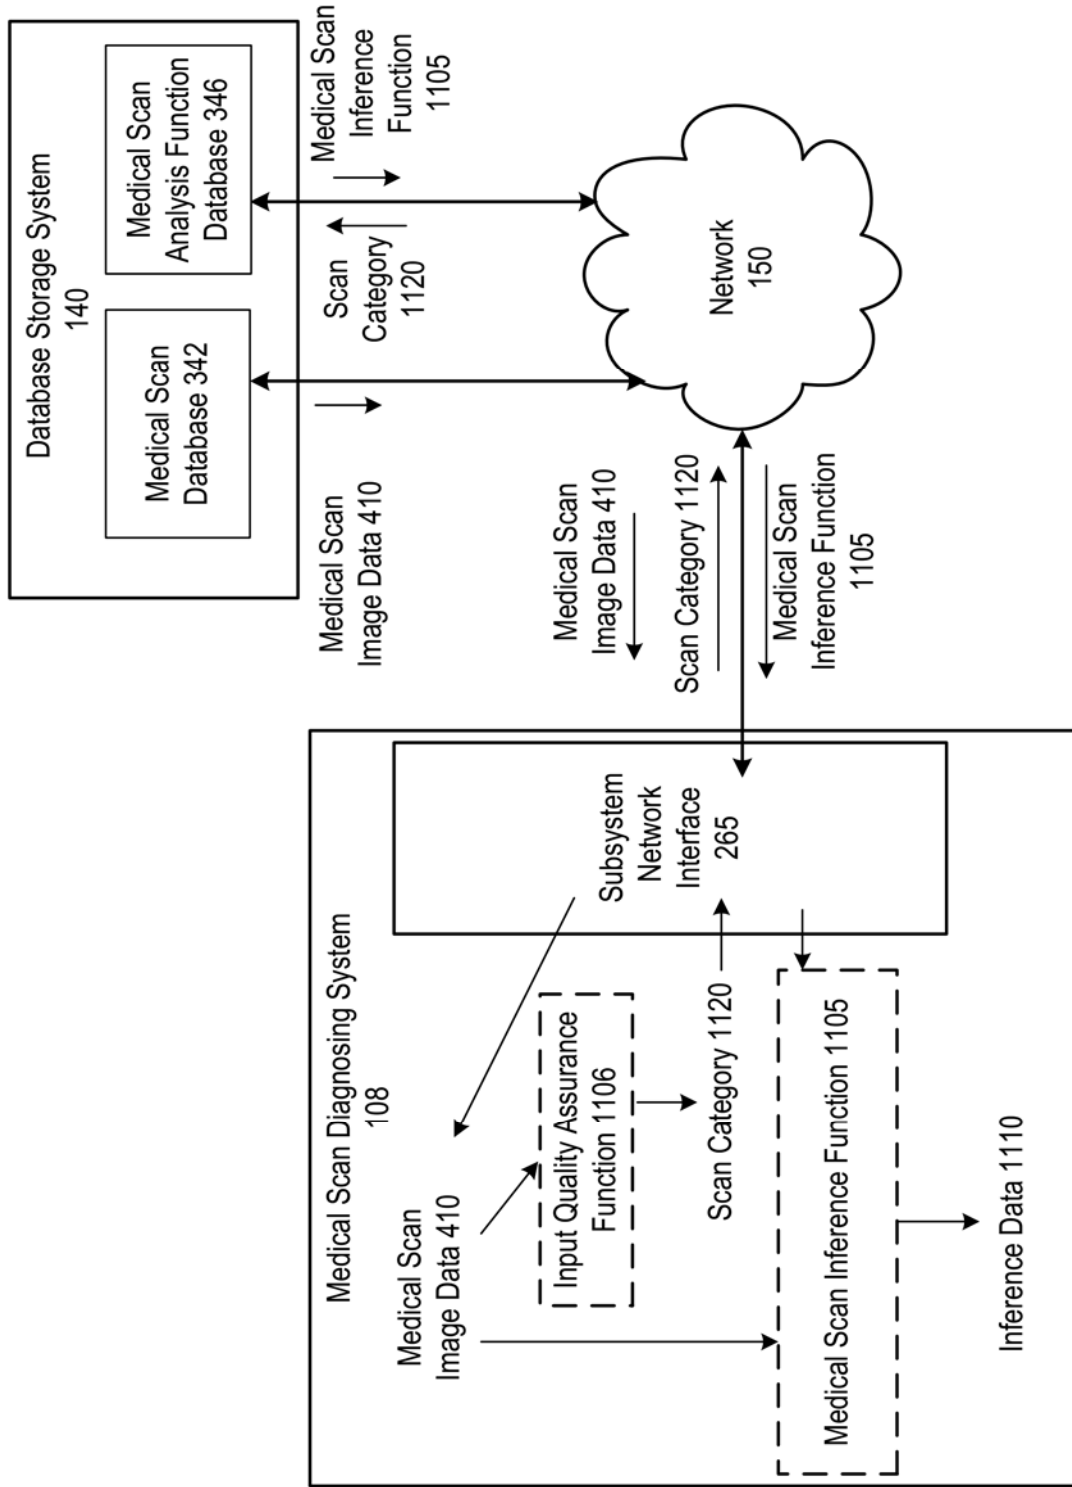 Database Storage System
140
Medical Scan
Database 342
Medical Scan
Analysis Function
Database 346
Medical Scan
Image Data 410
Scan
Category
1120
Medical Scan
Inference
Function
1105
Network
150
Medical Scan
Image Data 410
Scan Category 1120
Medical Scan
Inference Function
1105
Medical Scan Diagnosing System
108
Subsystem
Network
Interface
265
Medical Scan
Image Data 410
Input Quality Assurance
Function 1106
Scan Category 1120
Medical Scan Inference Function 1105
Inference Data 1110